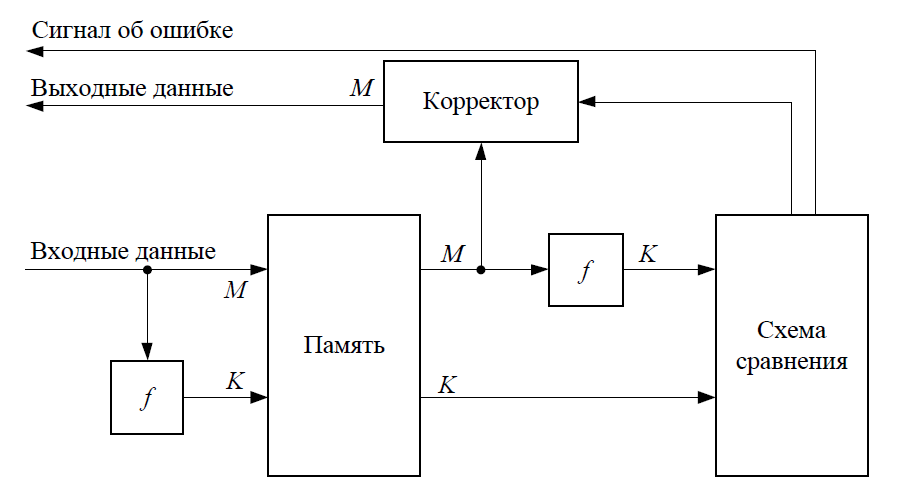 Сигнал об ошибке
Выходные данные
M
Корректор
Входные данные
M
f
K
Память
M
f
K
K
Схема
сравнения